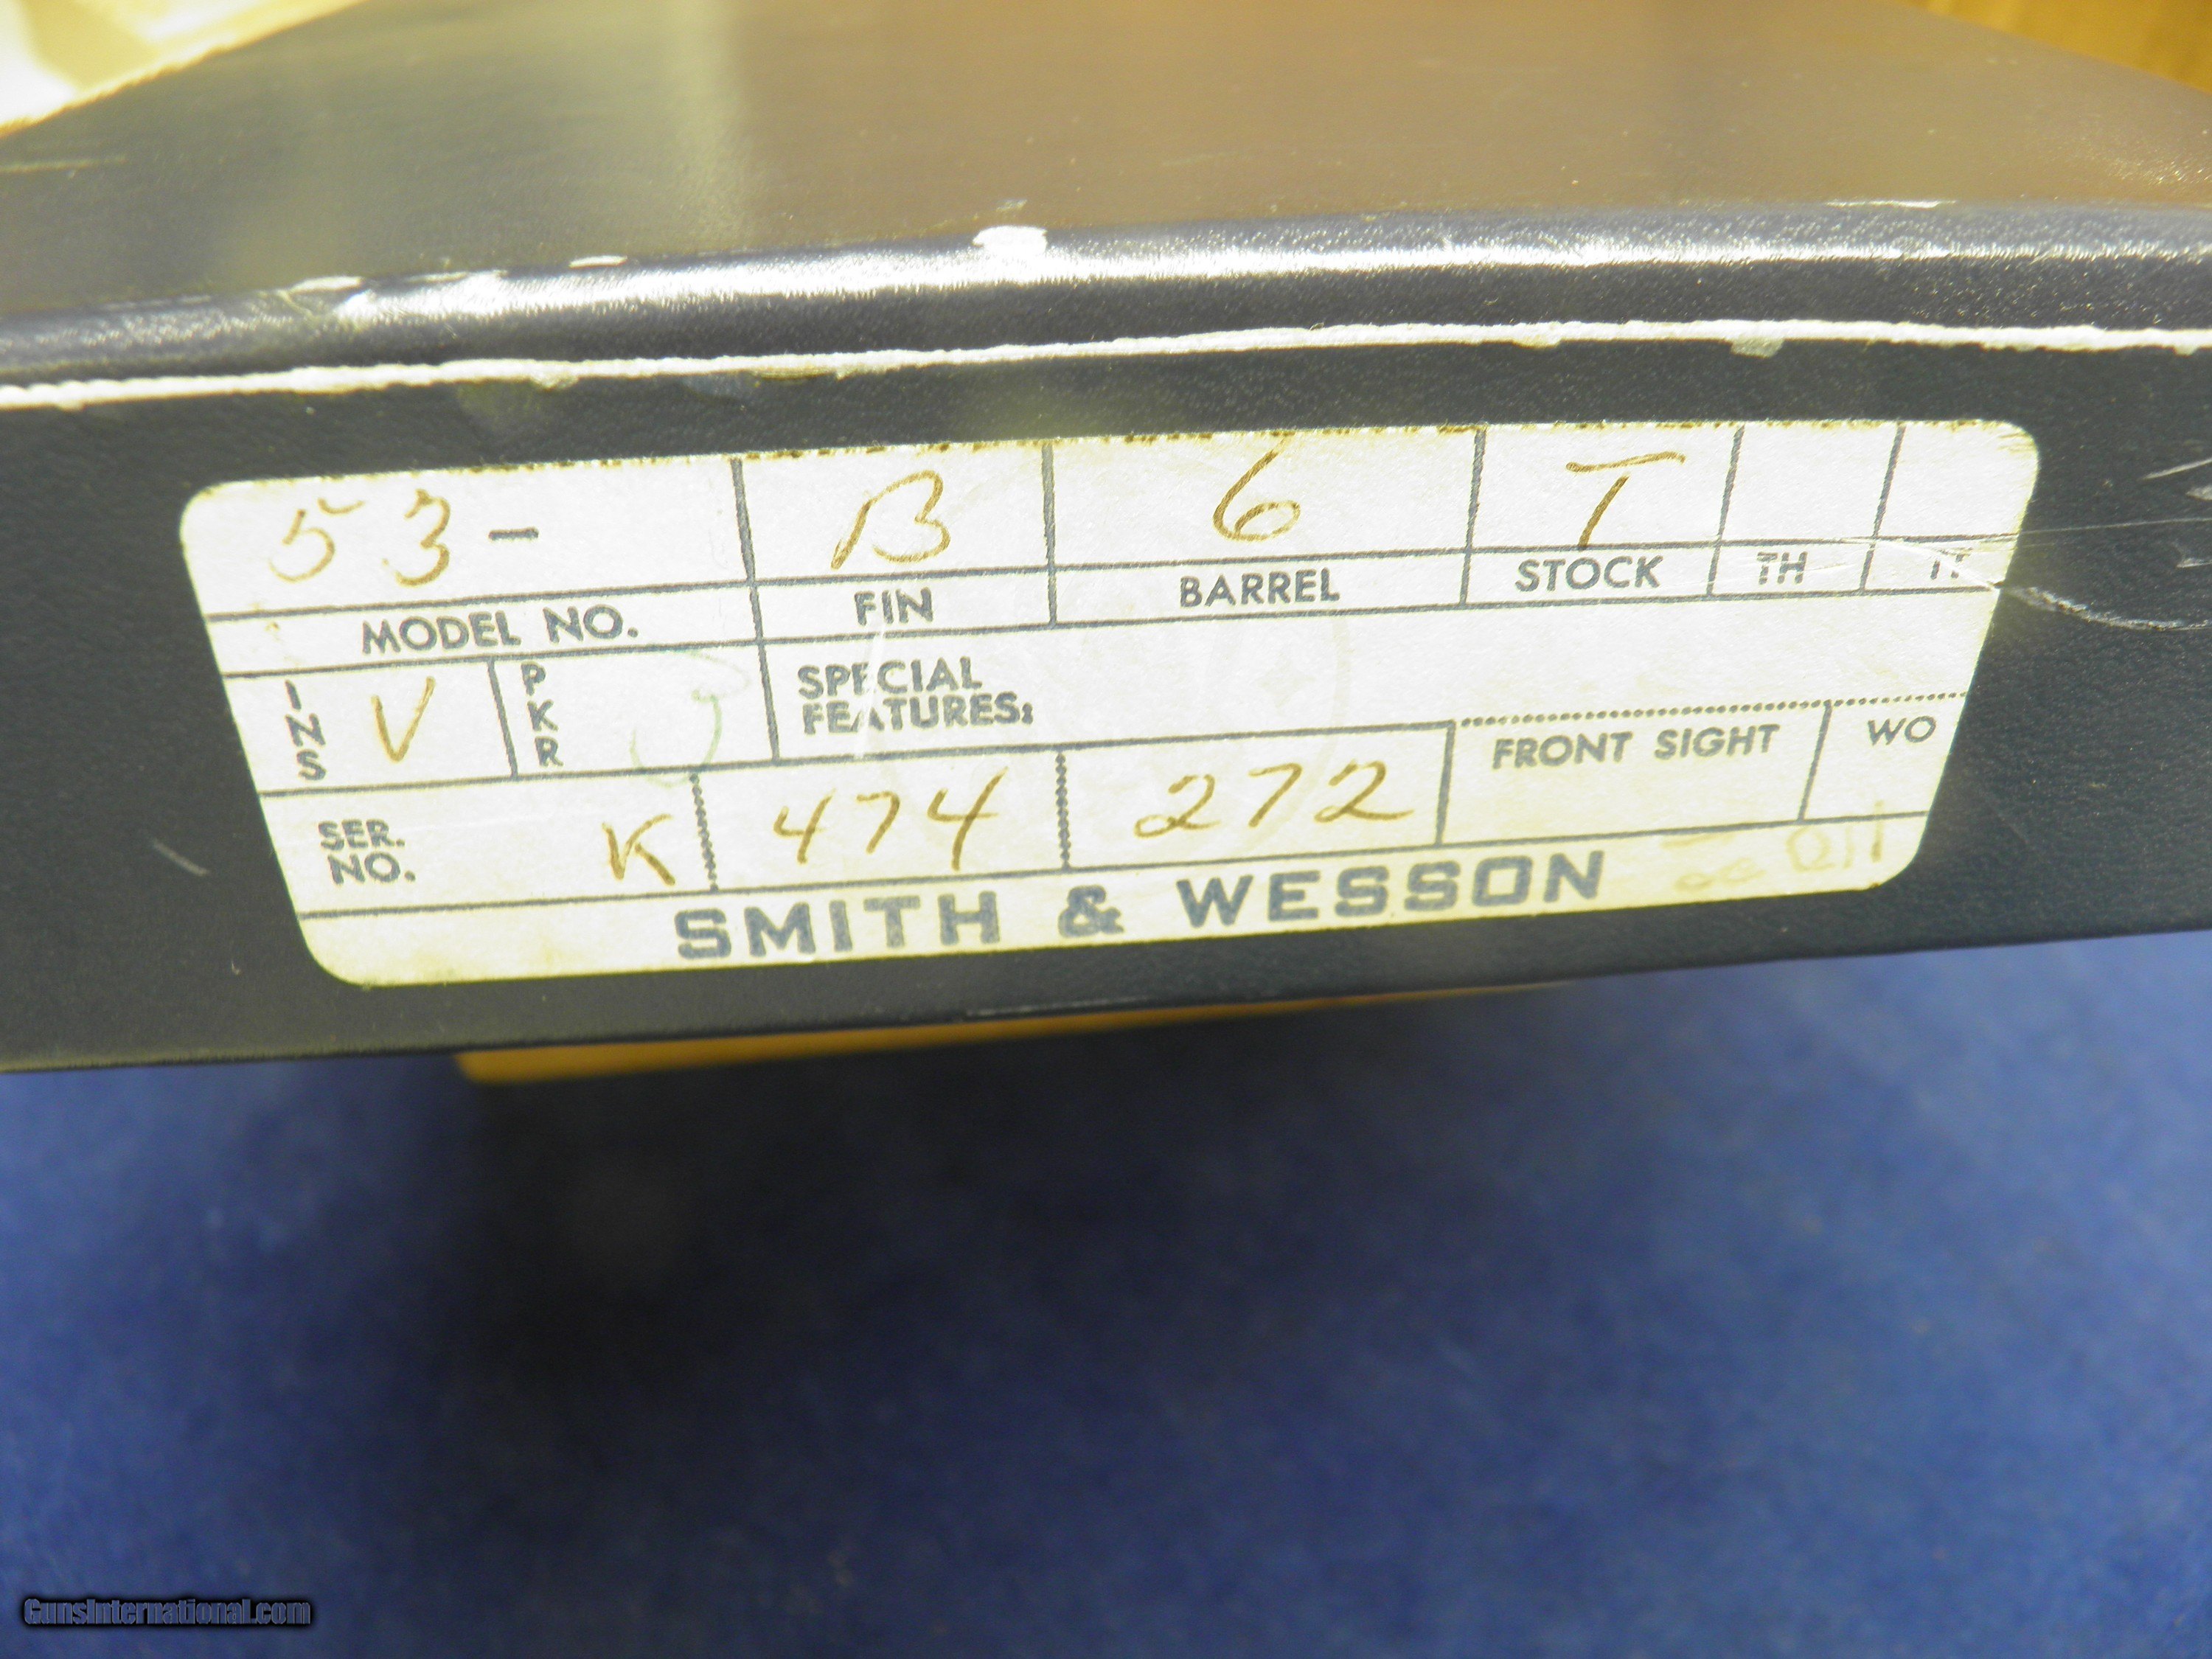 53- B 6 T
MODEL NO. FIN BARREL STOCK TH
INS V PKR SPECIAL FEATURES:
FRONT SIGHT WO
SER. NO. K 474 272
SMITH & WESSON
GunsInternational.com